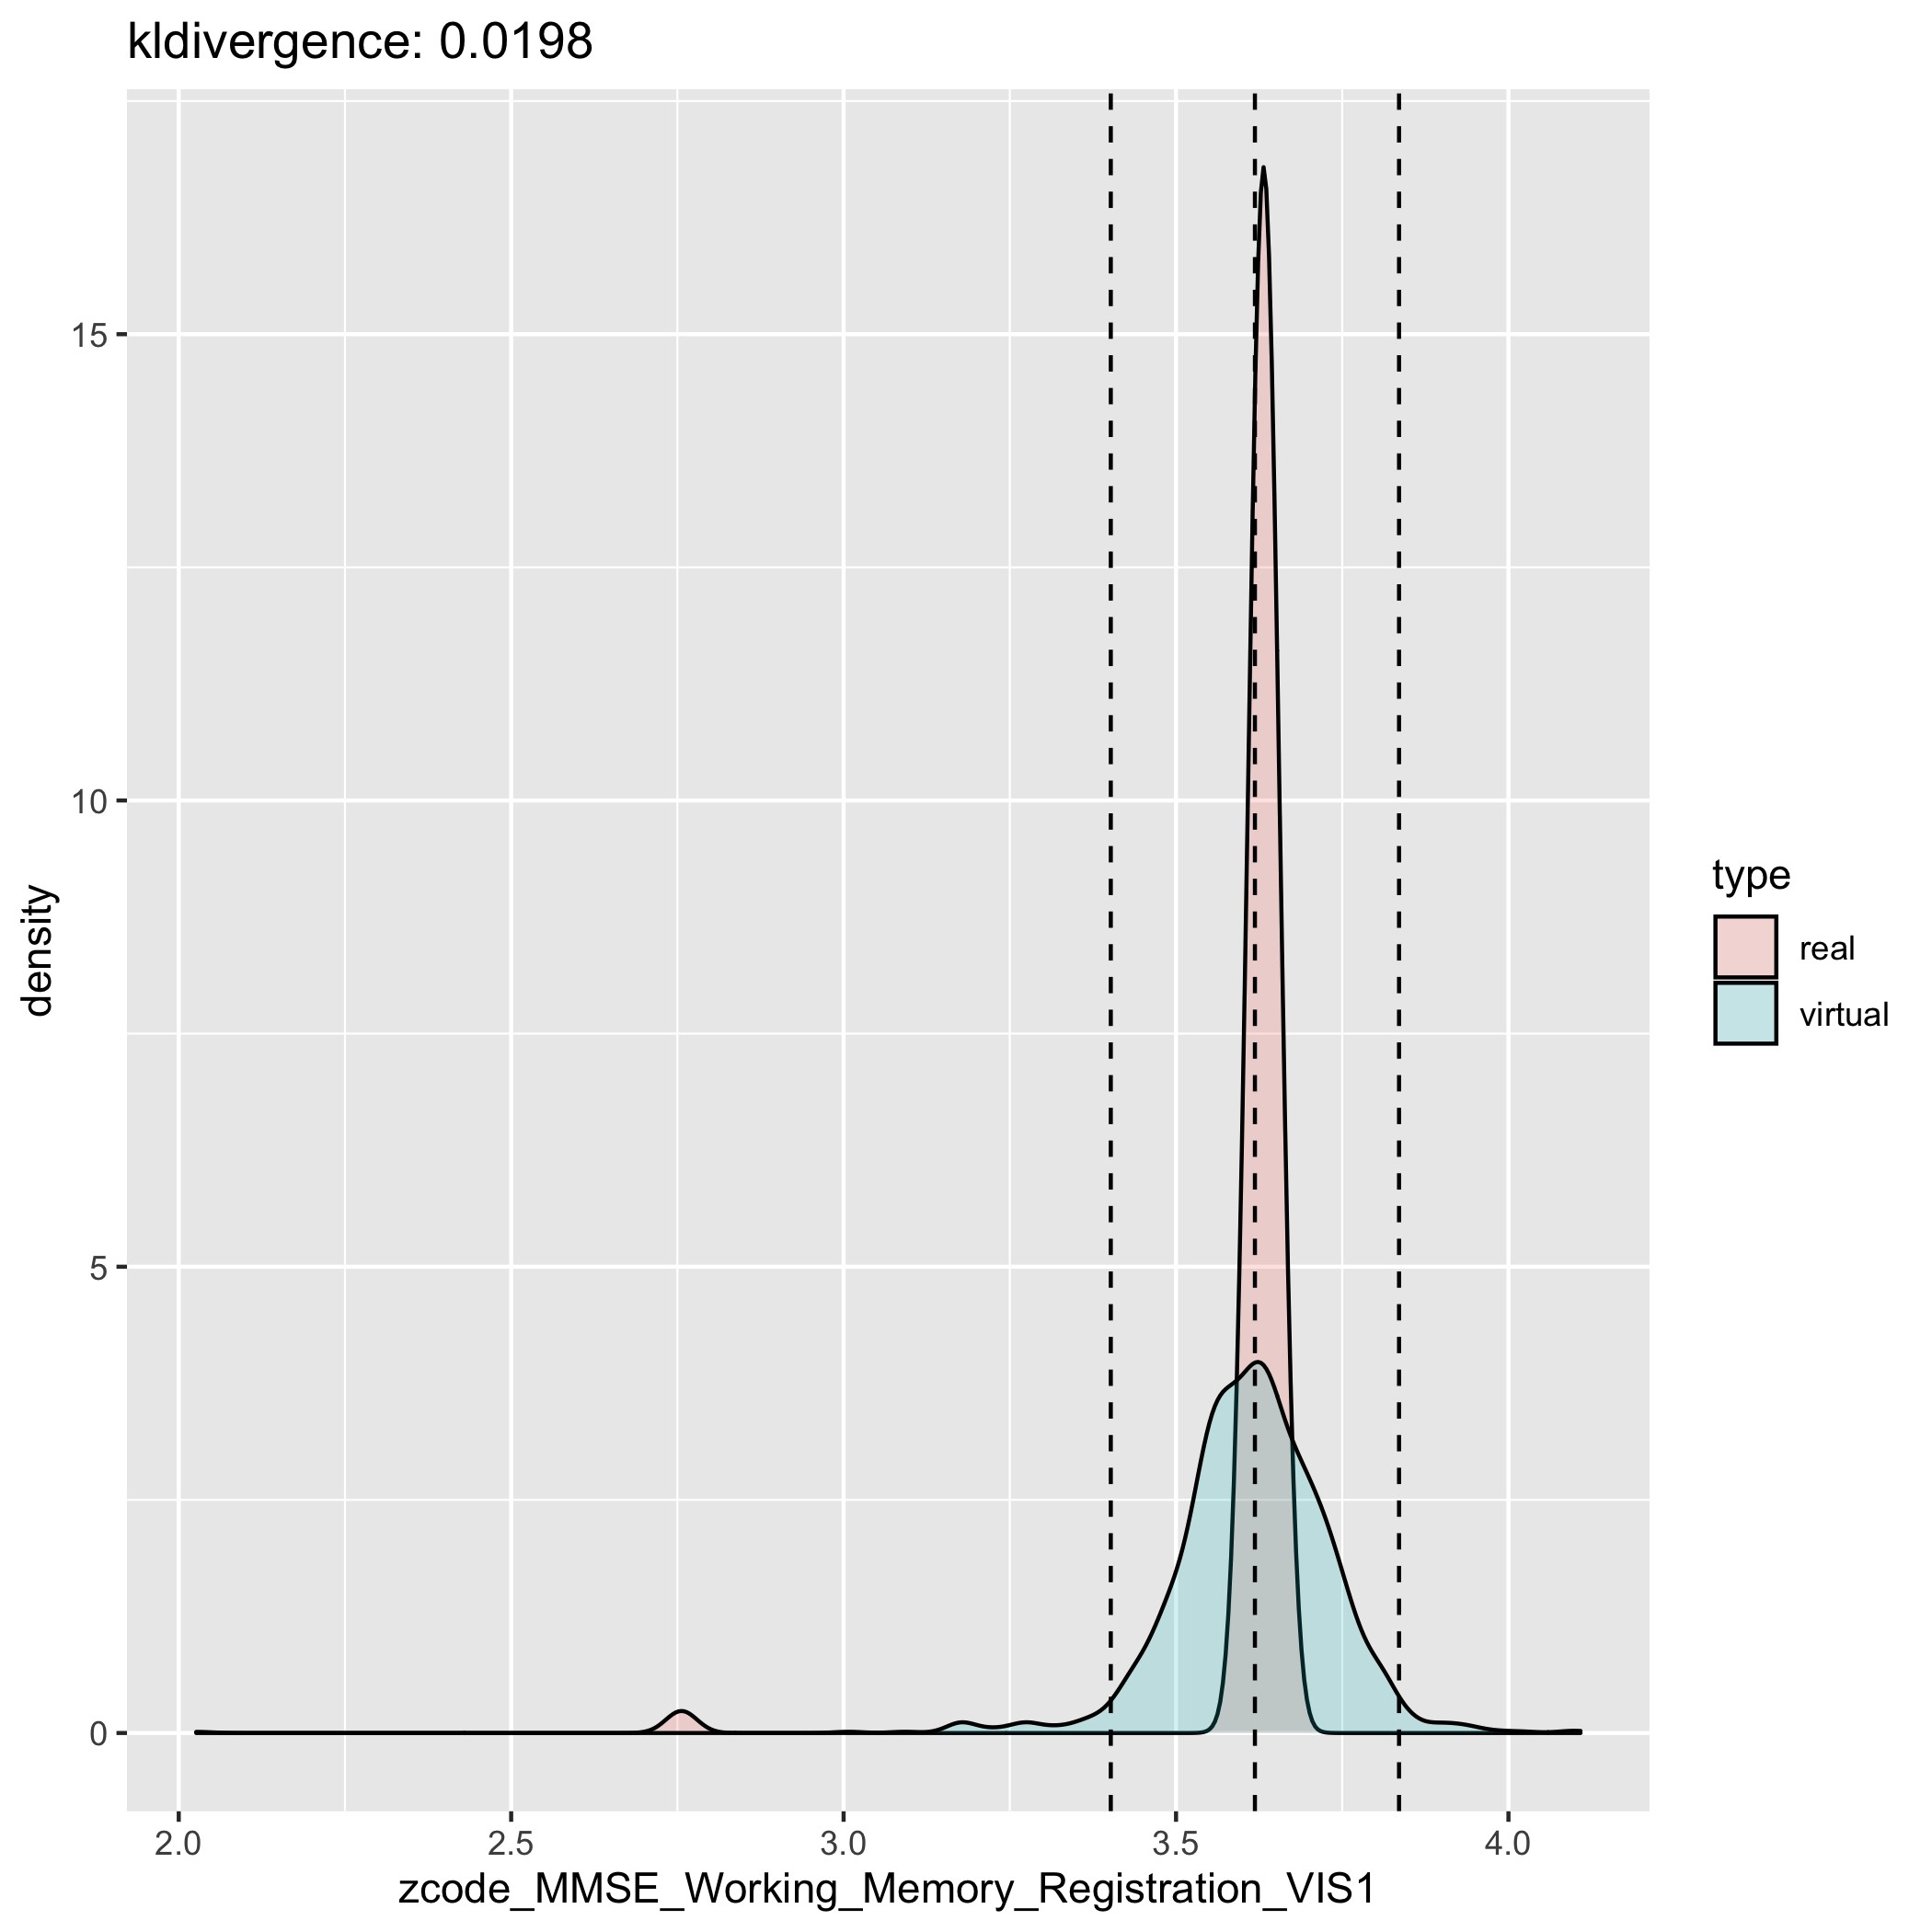 kldivergence: 0.0198
15
10
5
0
density
2.0 2.5 3.0 3.5 4.0
zcode_MMSE_Working_Memory_Registration_VIS1
type
real
virtual